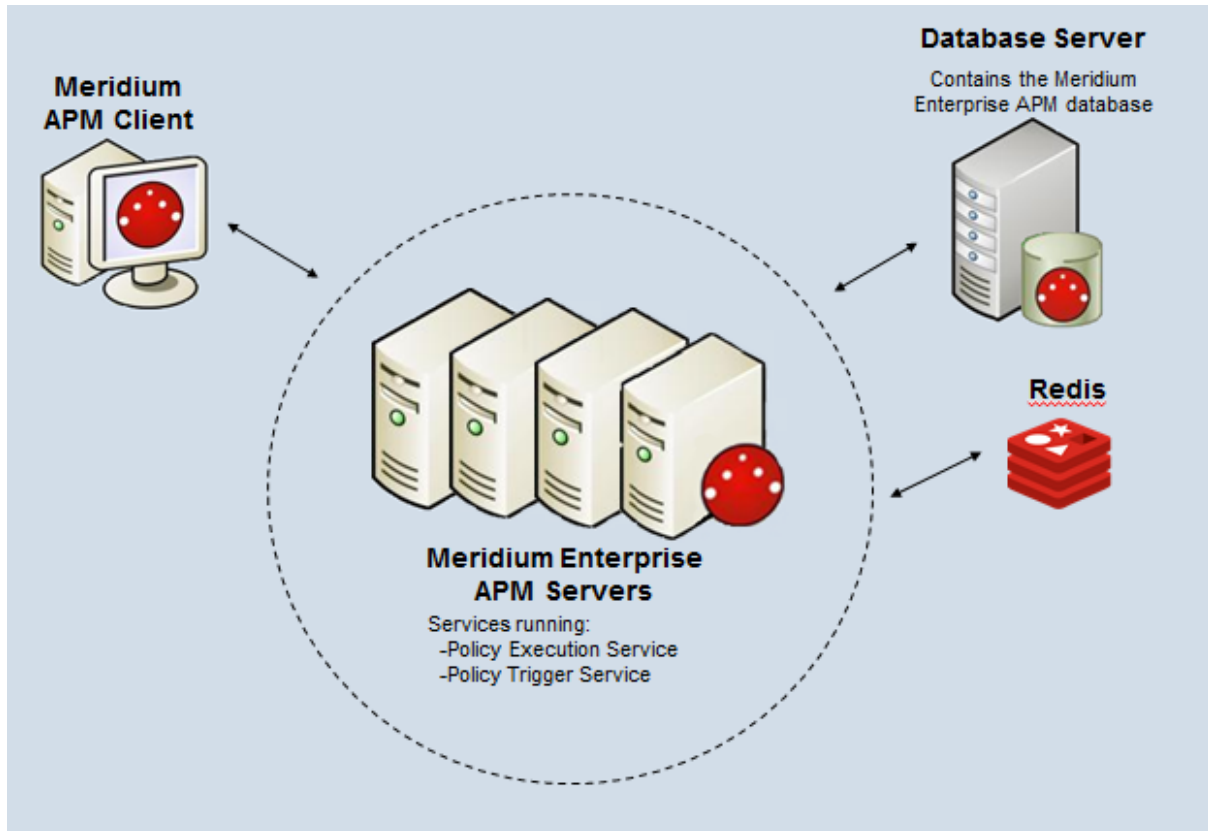 Meridium
APM Client
Database Server
Contains the Meridium
Enterprise APM database
Redis
Meridium Enterprise
APM Servers
Services running:
-Policy Execution Service
-Policy Trigger Service